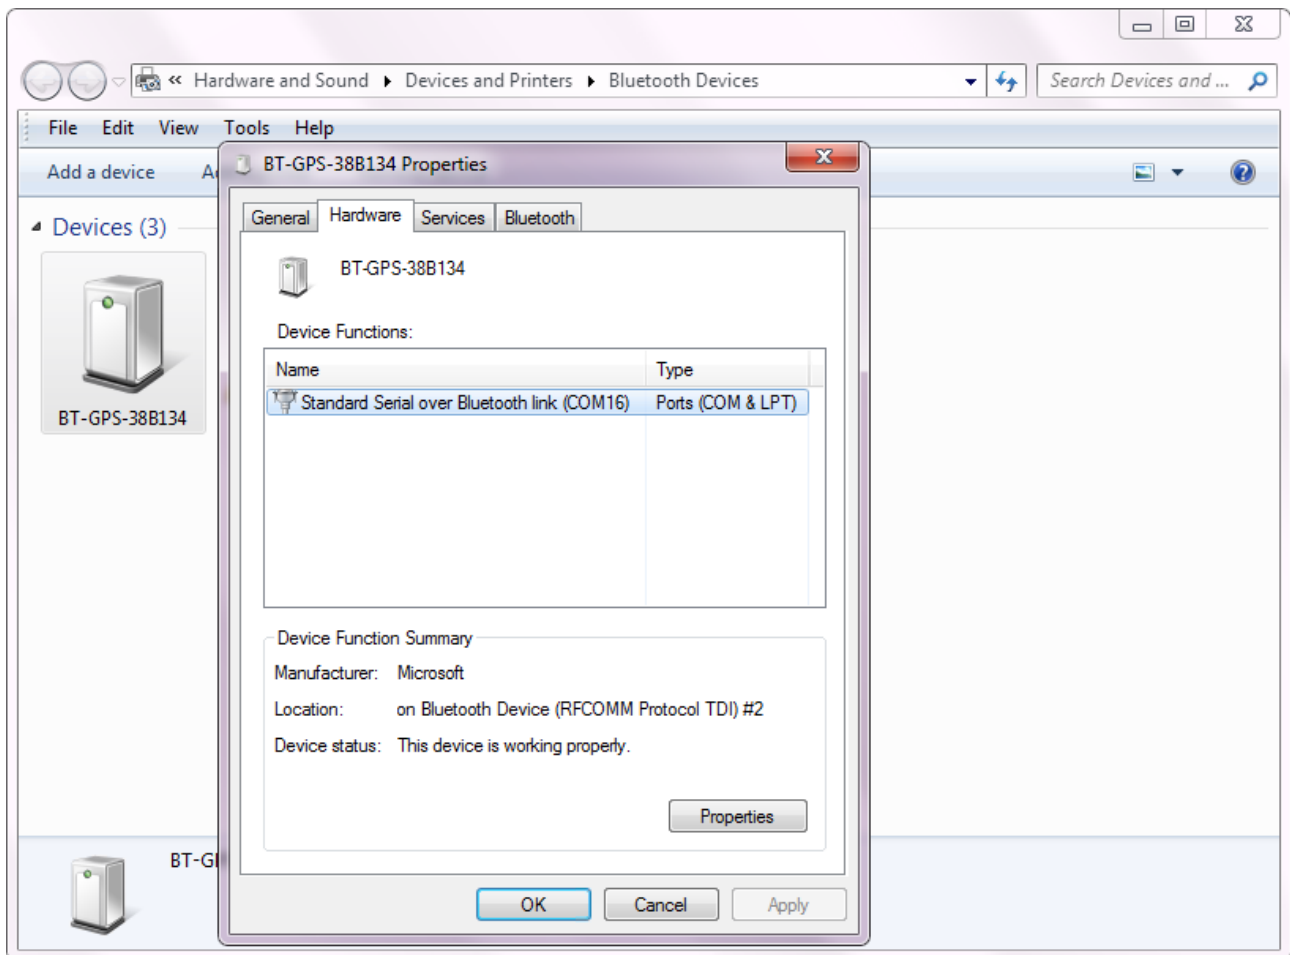 « Hardware and Sound Devices and Printers Bluetooth Devices Search Devices and ...
File Edit View Tools Help
Add a device
BT-GPS-38B134 Properties
Devices (3)
General Hardware Services Bluetooth
BT-GPS-38B134
Device Functions:
Name Type
Standard Serial over Bluetooth link (COM16) Ports (COM & LPT)
BT-GPS-38B134
Device Function Summary
Manufacturer: Microsoft
Location: on Bluetooth Device (RFCOMM Protocol TDI) #2
Device status: This device is working properly.
Properties
OK Cancel Apply